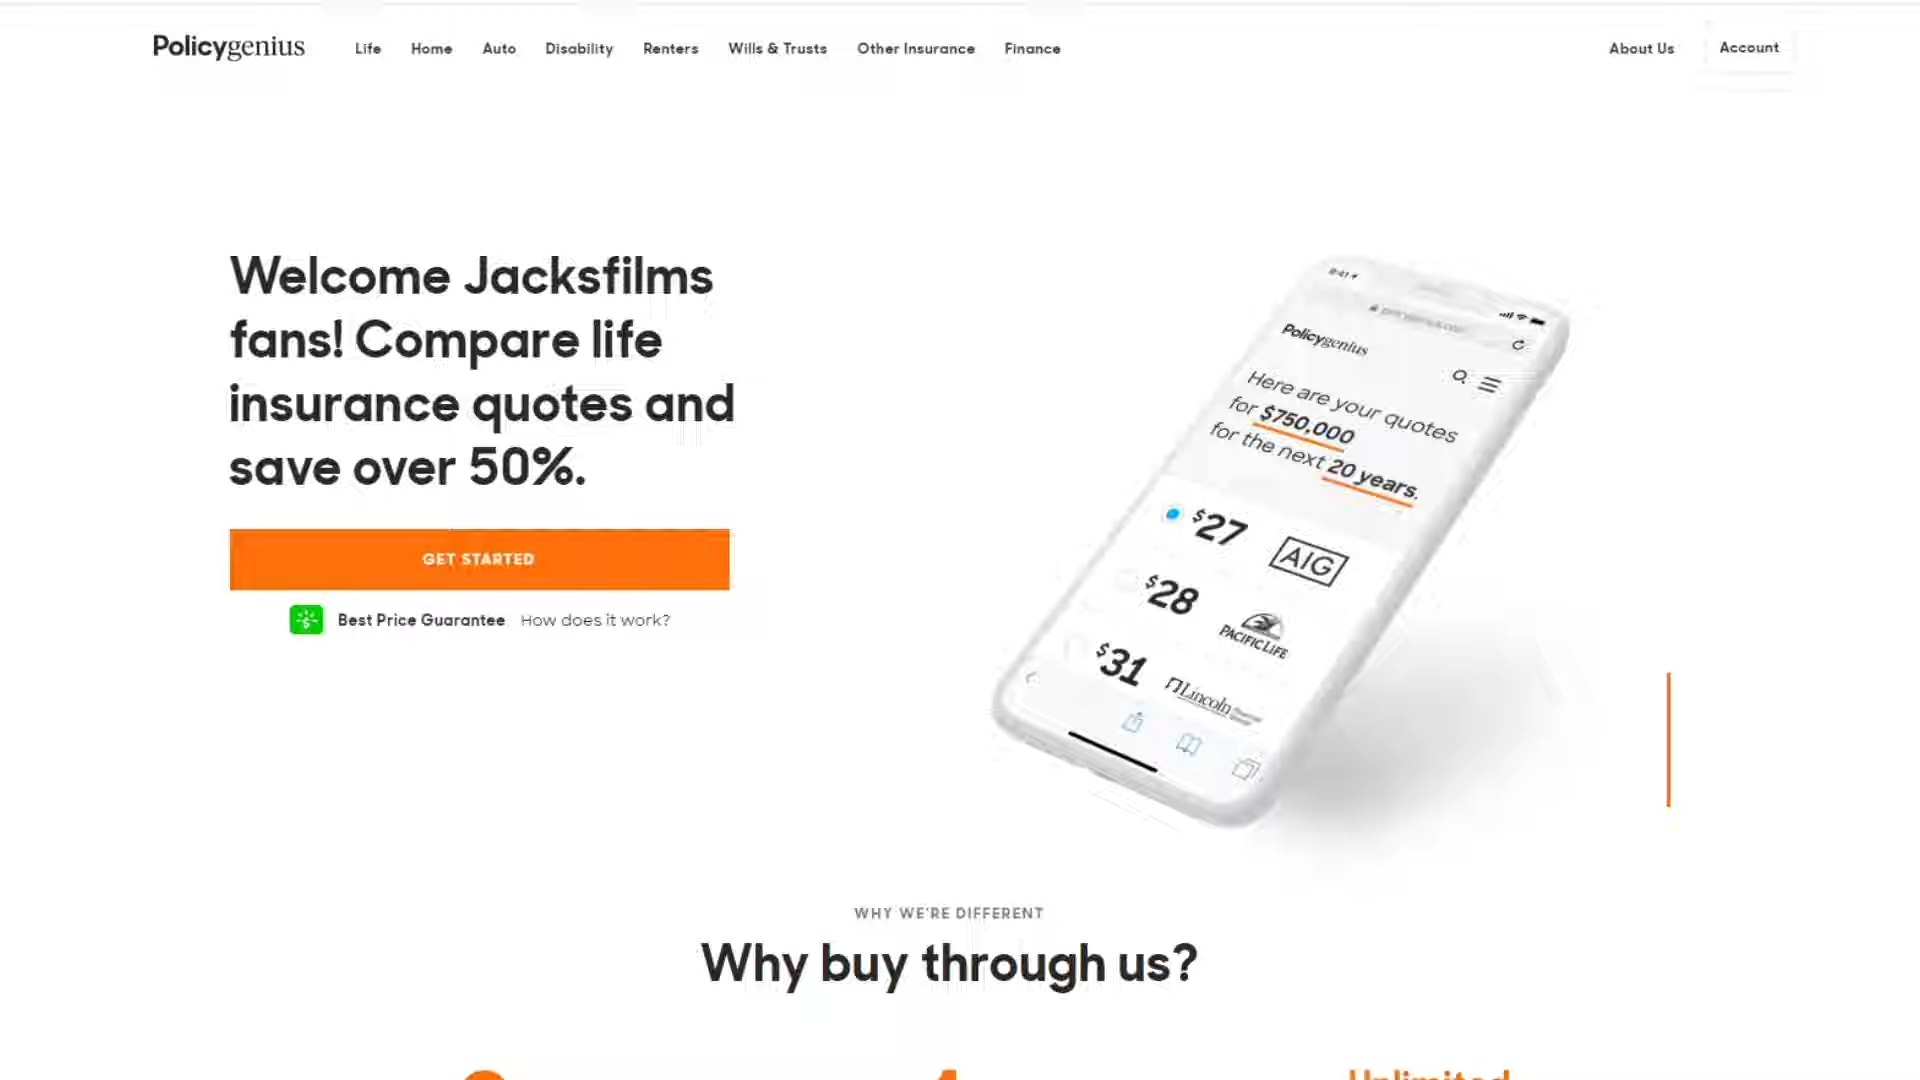 Policygenius
Life Home Auto Disability Renters Wills & Trusts Other Insurance Finance
About Us Account
Welcome Jacksfilms
fans! Compare life
insurance quotes and
save over 50%.
GET STARTED
Best Price Guarantee How does it work?
9:41
Policygenius
Here are your quotes
for $750,000
for the next 20 years.
$27 AIG
$28 PACIFIC LIFE
$31 Lincoln
WHY WE'RE DIFFERENT
Why buy through us?
Unlimited